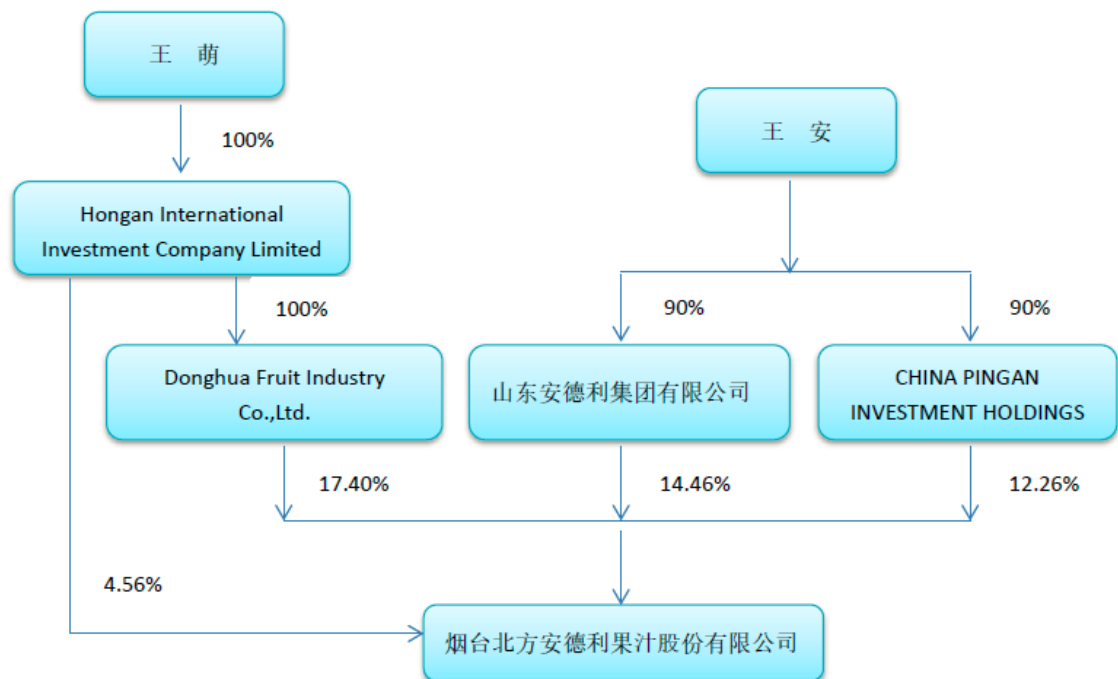 王 萌
100%
王 安
Hongan International
Investment Company Limited
100%
90%
90%
Donghua Fruit Industry
Co.,Ltd.
山东安德利集团有限公司
CHINA PINGAN
INVESTMENT HOLDINGS
17.40%
14.46%
12.26%
4.56%
烟台北方安德利果汁股份有限公司